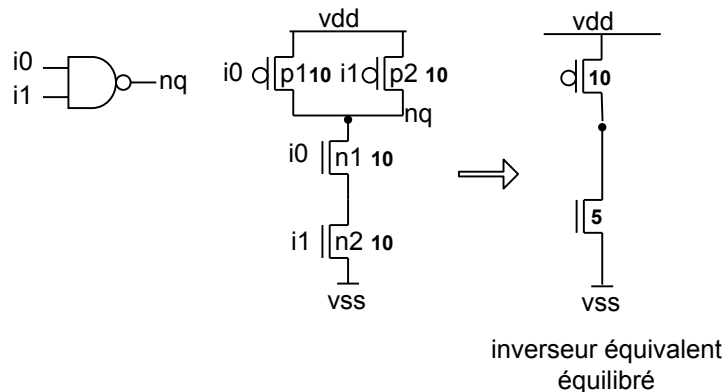 i0
i1
nq
vdd
i0 p1 10 i1 p2 10
nq
i0 n1 10
i1 n2 10
vss
vdd
10
5
vss
inverseur équivalent
équilibré